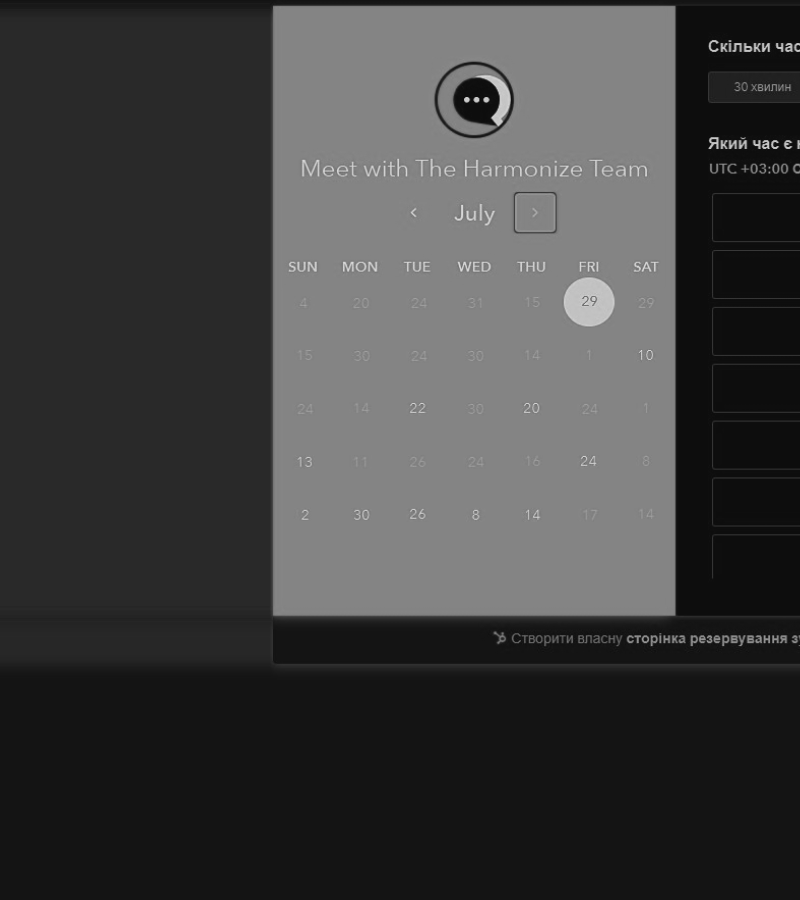 Meet with The Harmonize Team
July
SUN MON TUE WED THU FRI SAT
4 20 24 31 15 29 29
15 30 24 30 14 1 10
24 14 22 30 20 24 1
13 11 26 24 16 24 8
2 30 26 8 14 17 14
Скільки час
30 хвилин
Який час є н
UTC +03:00
Створити власну сторінка резервування зу